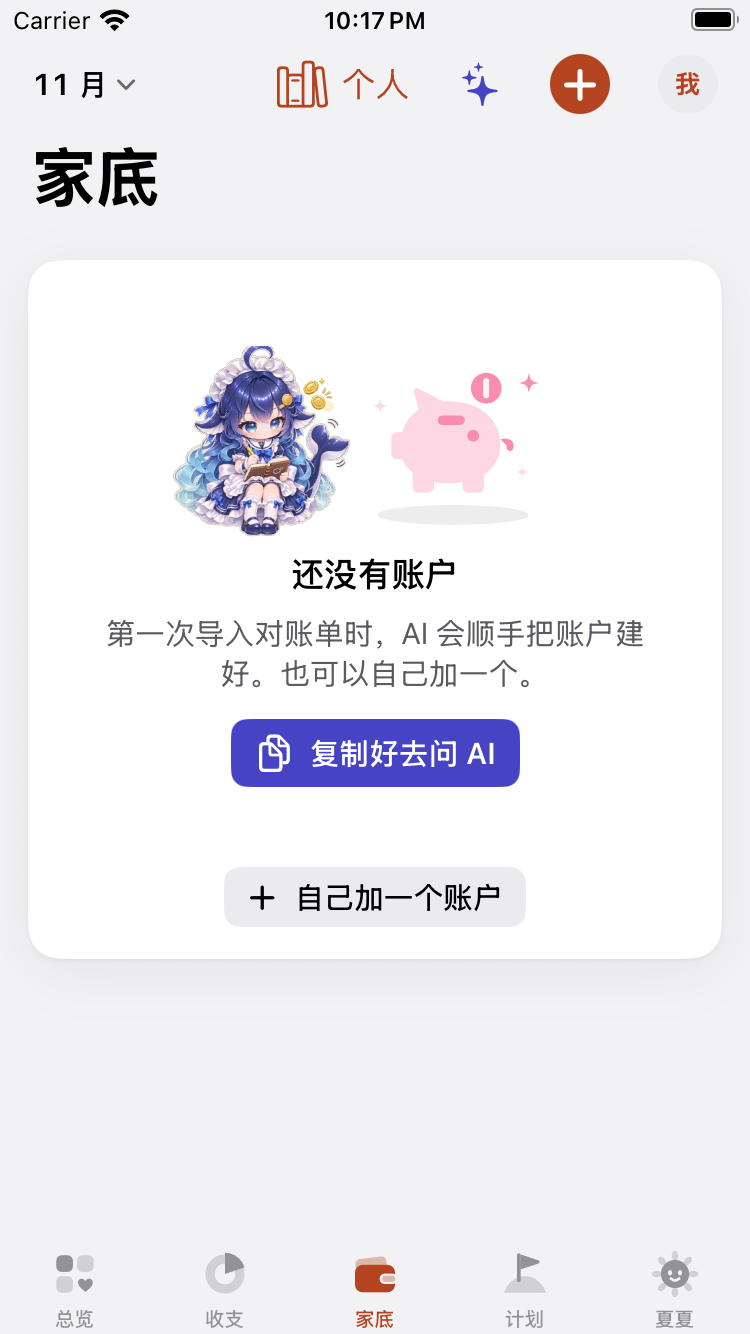 Carrier 10:17 PM
11 月 个人 我
家底
还没有账户
第一次导入对账单时，AI 会顺手把账户建
好。也可以自己加一个。
复制好去问 AI
自己加一个账户
总览 收支 家底 计划 夏夏